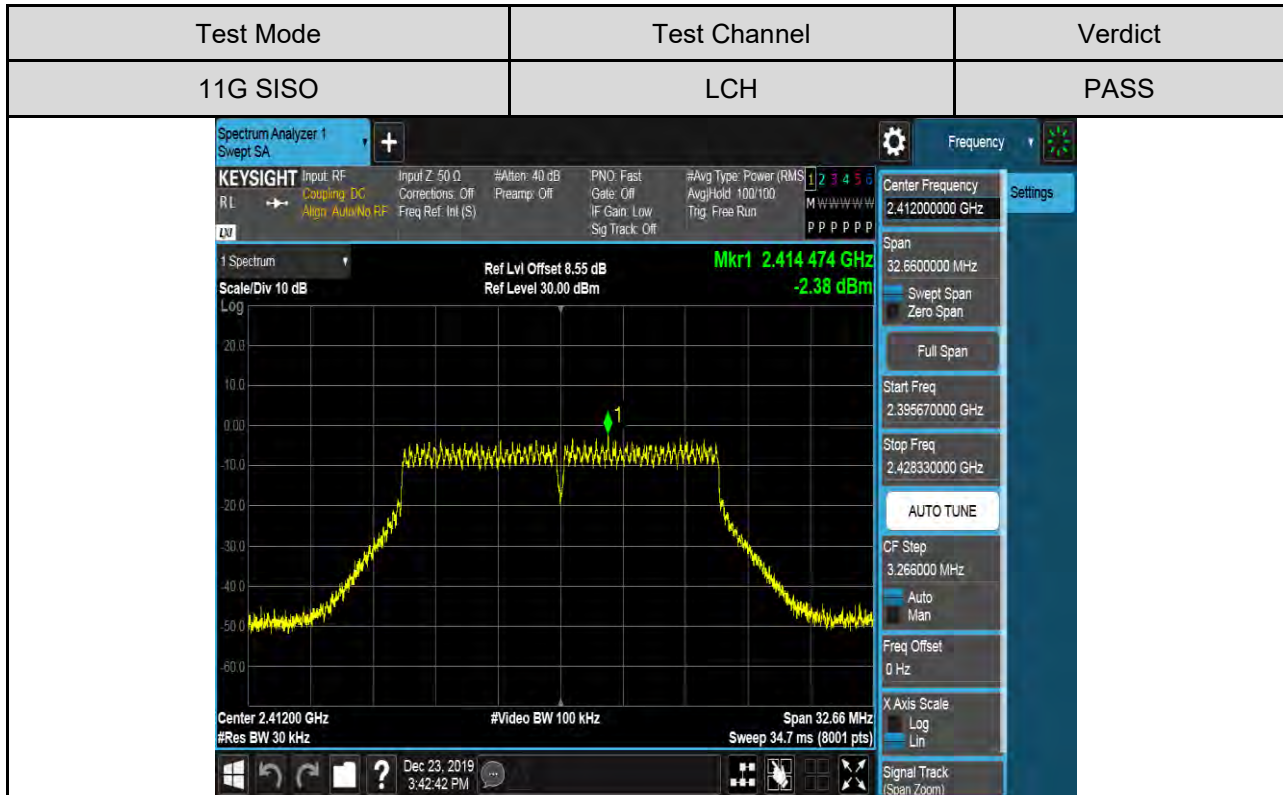 Test Mode Test Channel Verdict
11G SISO LCH PASS
Spectrum Analyzer 1
Swept SA
+
Frequency
KEYSIGHT Input: RF Input Z: 50 Ω #Atten: 40 dB PNO: Fast #Avg Type: Power (RMS 1 2 3 4 5 6
RL Coupling: DC Corrections: Off Preamp: Off Gate: Off Avg|Hold: 100/100 M W W W W W
Align: Auto/No RF Freq Ref: Int (S) IF Gain: Low Trig: Free Run
LXI Sig Track: Off P P P P P P
Center Frequency
2.412000000 GHz
Settings
Span
32.6600000 MHz
Swept Span
Zero Span
Full Span
Start Freq
2.395670000 GHz
Stop Freq
2.428330000 GHz
AUTO TUNE
CF Step
3.266000 MHz
Auto
Man
Freq Offset
0 Hz
X Axis Scale
Log
Lin
Signal Track
(Span Zoom)
1 Spectrum
Ref Lvl Offset 8.55 dB Mkr1 2.414 474 GHz
Scale/Div 10 dB Ref Level 30.00 dBm -2.38 dBm
Log
20.0
10.0
0.00
-10.0
-20.0
-30.0
-40.0
-50.0
-60.0
1
Center 2.41200 GHz #Video BW 100 kHz Span 32.66 MHz
#Res BW 30 kHz Sweep 34.7 ms (8001 pts)
? Dec 23, 2019
3:42:42 PM